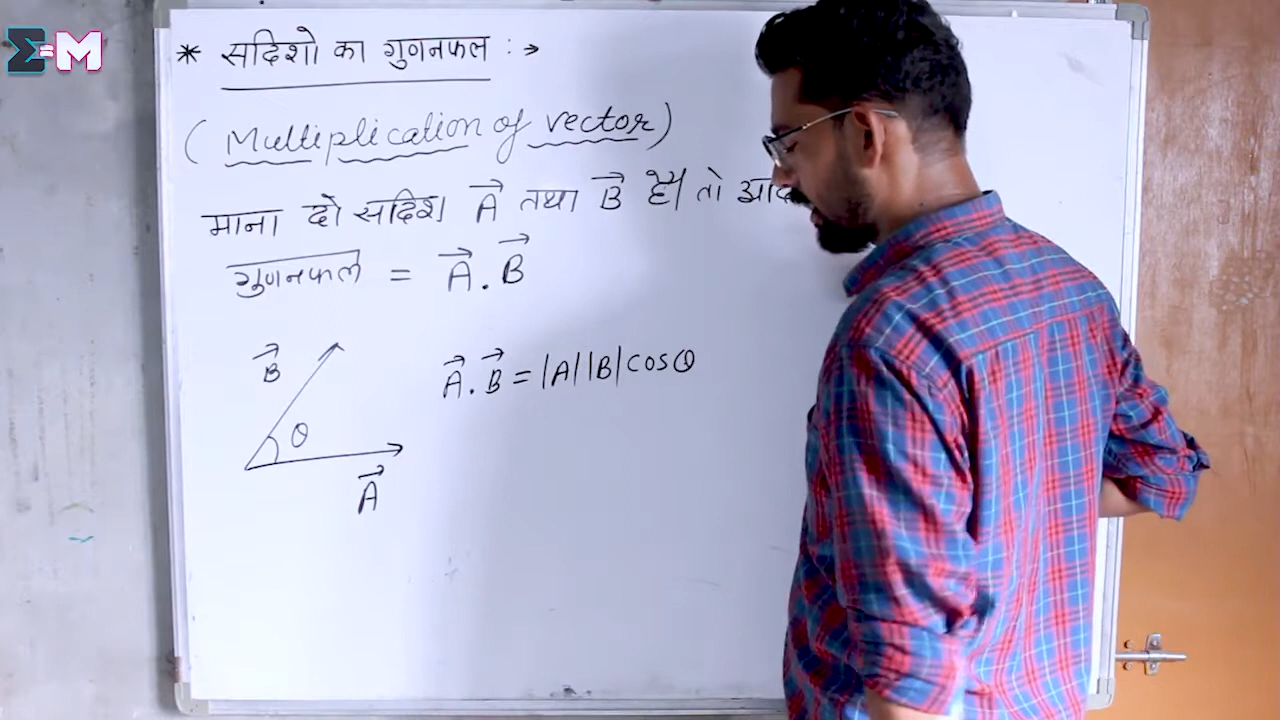 Σ=M
* सदिशो का गुणनफल :→
(Multiplication of vector)
माना दो सदिश A⃗ तथा B⃗ है। तो
गुणनफल = A⃗ . B⃗
B⃗
θ
A⃗
A⃗ . B⃗ = |A||B| cos θ